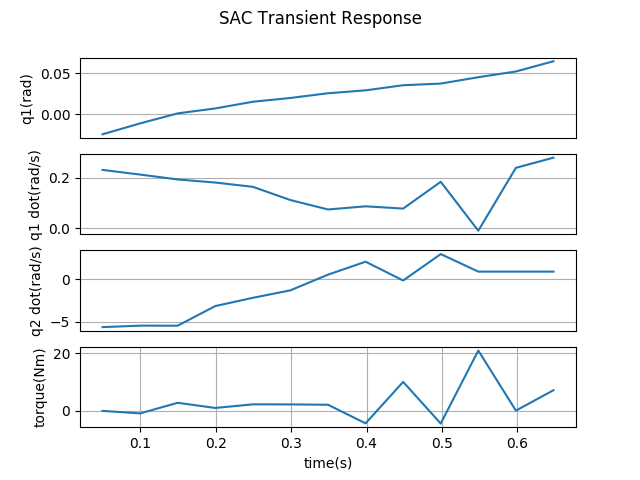 SAC Transient Response
q1(rad)
0.05
0.00
q1 dot(rad/s)
0.2
0.0
q2 dot(rad/s)
0
−5
torque(Nm)
20
0
0.1 0.2 0.3 0.4 0.5 0.6
time(s)